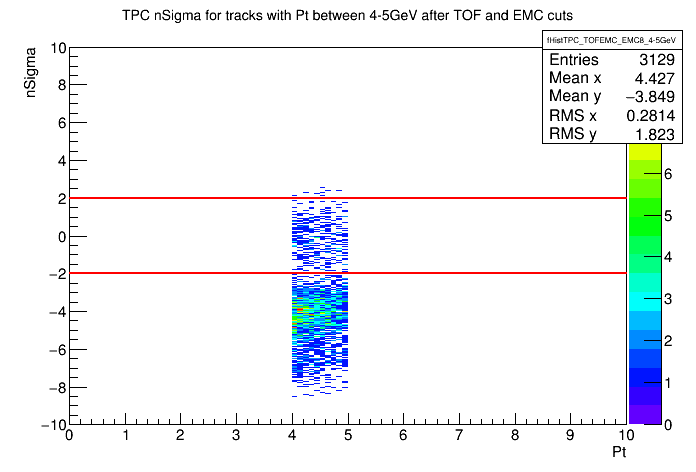 TPC nSigma for tracks with Pt between 4-5GeV after TOF and EMC cuts
fHistTPC_TOFEMC_EMC8_4-5GeV
Entries 3129
Mean x 4.427
Mean y −3.849
RMS x 0.2814
RMS y 1.823
nSigma
10
8
6
4
2
0
−2
−4
−6
−8
−10
0 1 2 3 4 5 6 7 8 9 10
Pt
6
5
4
3
2
1
0